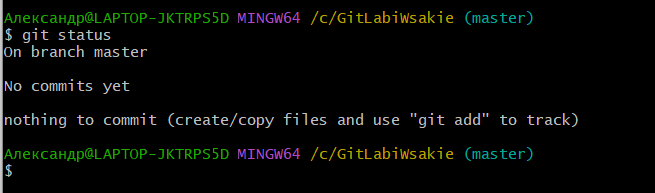 Александр@LAPTOP-JKTRPS5D MINGW64 /c/GitLabiWsakie (master)
$ git status
On branch master
No commits yet
nothing to commit (create/copy files and use "git add" to track)
Александр@LAPTOP-JKTRPS5D MINGW64 /c/GitLabiWsakie (master)
$